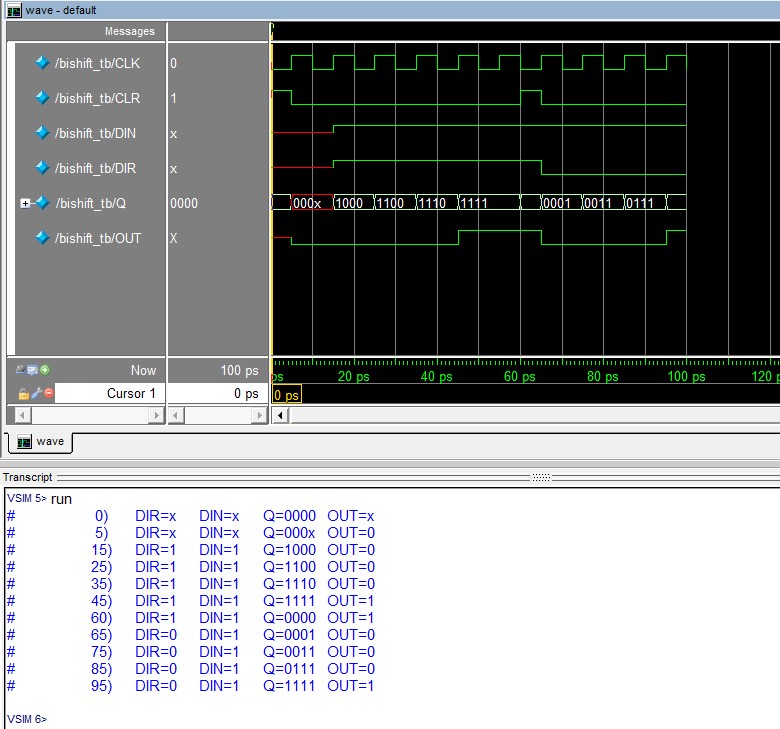 wave - default
Messages
/bishift_tb/CLK 0
/bishift_tb/CLR 1
/bishift_tb/DIN x
/bishift_tb/DIR x
/bishift_tb/Q 0000 000x 1000 1100 1110 1111 0001 0011 0111
/bishift_tb/OUT X
Now 100 ps ps 20 ps 40 ps 60 ps 80 ps 100 ps 120
Cursor 1 0 ps 0 ps
wave
Transcript
VSIM 5> run
# 0) DIR=x DIN=x Q=0000 OUT=x
# 5) DIR=x DIN=x Q=000x OUT=0
# 15) DIR=1 DIN=1 Q=1000 OUT=0
# 25) DIR=1 DIN=1 Q=1100 OUT=0
# 35) DIR=1 DIN=1 Q=1110 OUT=0
# 45) DIR=1 DIN=1 Q=1111 OUT=1
# 60) DIR=1 DIN=1 Q=0000 OUT=1
# 65) DIR=0 DIN=1 Q=0001 OUT=0
# 75) DIR=0 DIN=1 Q=0011 OUT=0
# 85) DIR=0 DIN=1 Q=0111 OUT=0
# 95) DIR=0 DIN=1 Q=1111 OUT=1
VSIM 6>